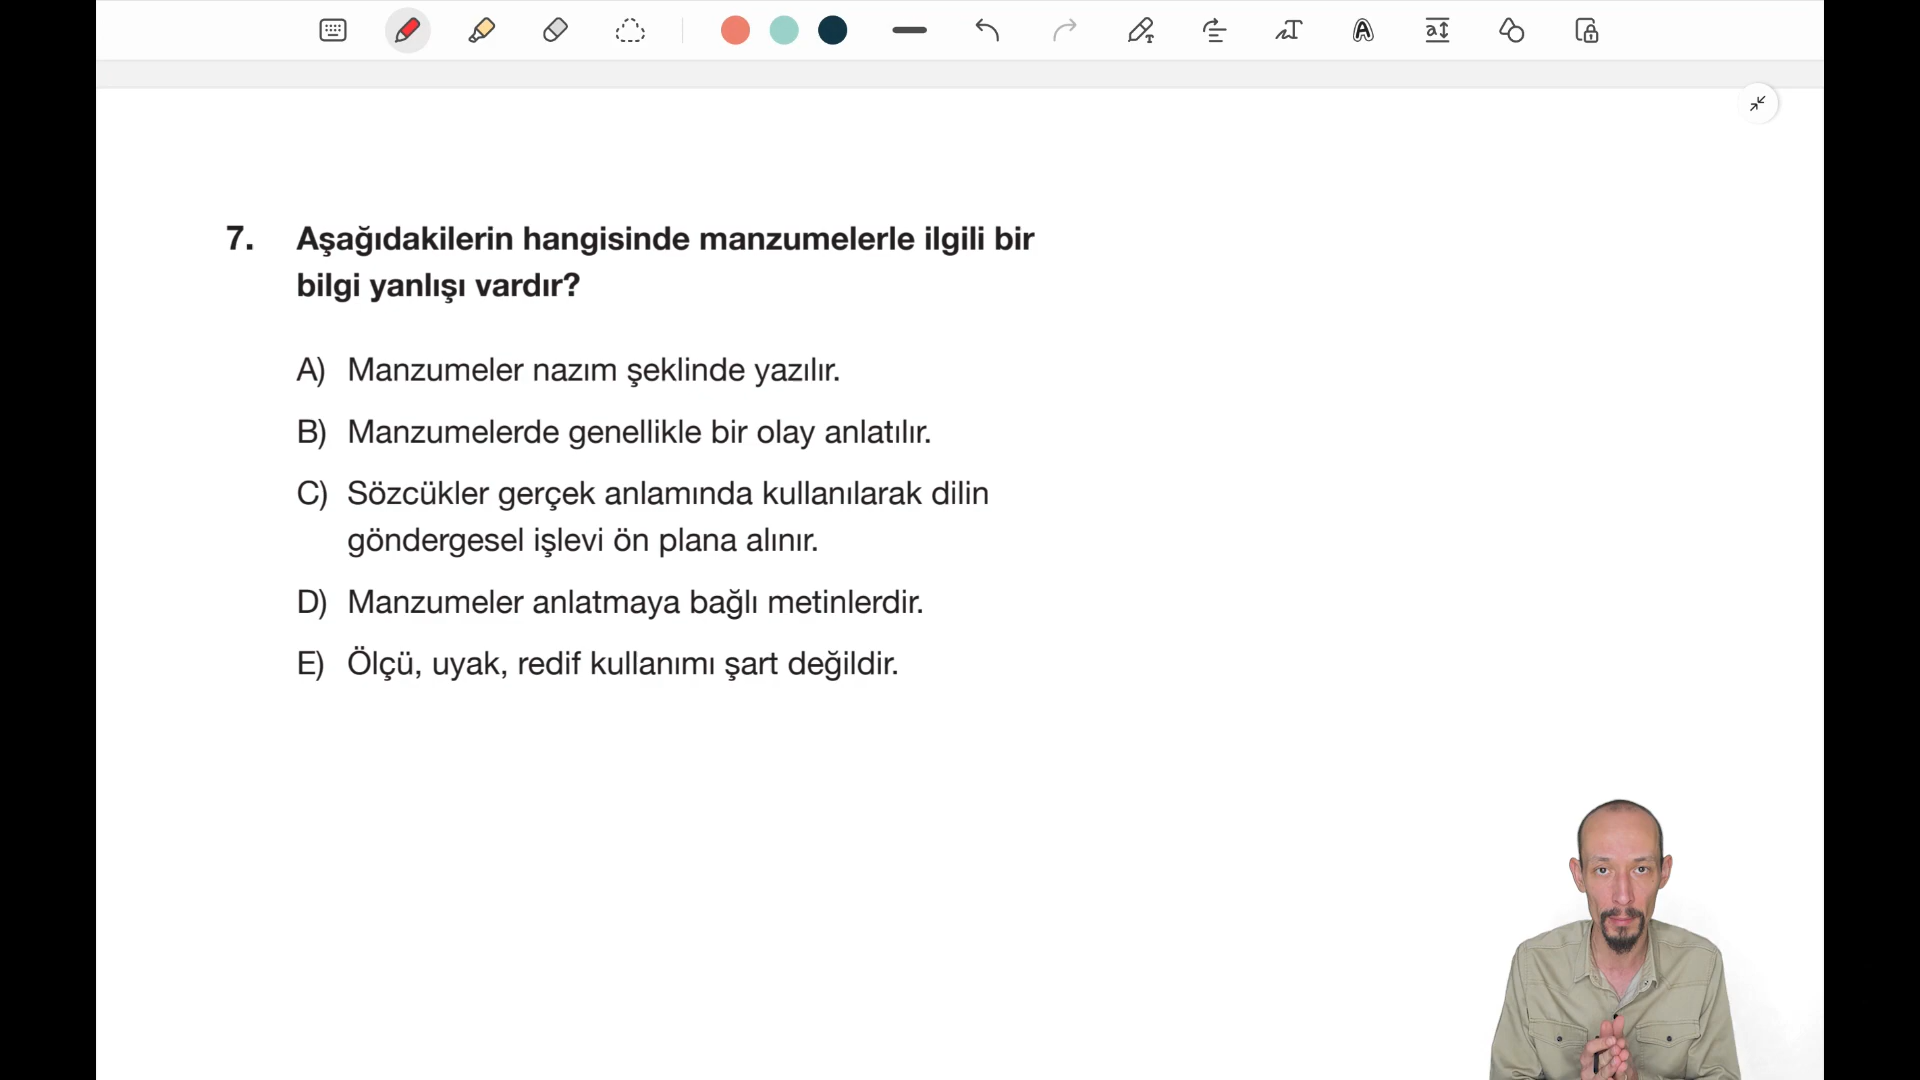 7. Aşağıdakilerin hangisinde manzumelerle ilgili bir
bilgi yanlışı vardır?
A) Manzumeler nazım şeklinde yazılır.
B) Manzumelerde genellikle bir olay anlatılır.
C) Sözcükler gerçek anlamında kullanılarak dilin
göndergesel işlevi ön plana alınır.
D) Manzumeler anlatmaya bağlı metinlerdir.
E) Ölçü, uyak, redif kullanımı şart değildir.